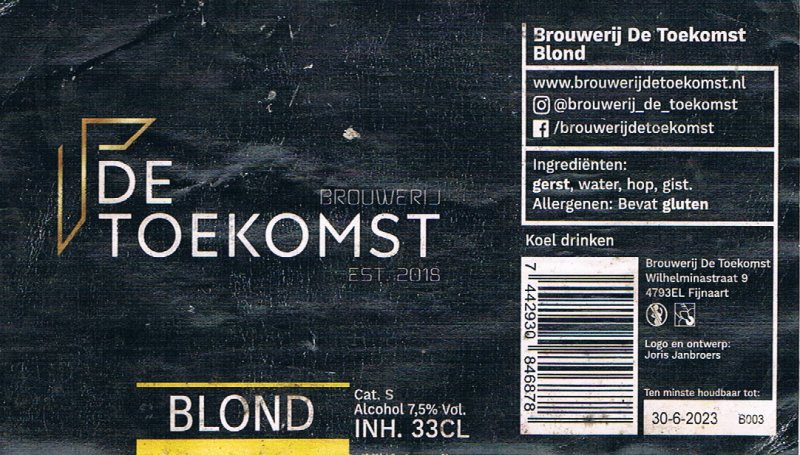 DE
BROUWERIJ
TOEKOMST
EST. 2018
BLOND
Cat. S
Alcohol 7,5% Vol.
INH. 33CL
Brouwerij De Toekomst
Blond
www.brouwerijdetoekomst.nl
@brouwerij_de_toekomst
/brouwerijdetoekomst
Ingrediënten:
gerst, water, hop, gist.
Allergenen: Bevat gluten
Koel drinken
7 442930 846878
Brouwerij De Toekomst
Wilhelminastraat 9
4793EL Fijnaart
Logo en ontwerp:
Joris Janbroers
Ten minste houdbaar tot:
30-6-2023 B003